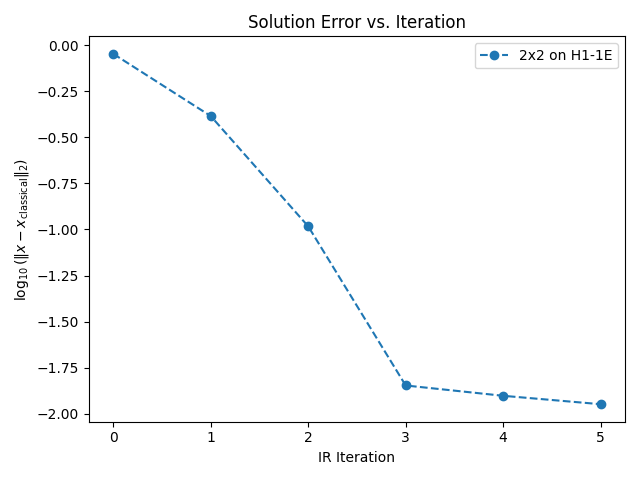 Solution Error vs. Iteration
2x2 on H1-1E
log₁₀(‖x − x_classical‖₂)
0.00
−0.25
−0.50
−0.75
−1.00
−1.25
−1.50
−1.75
−2.00
0 1 2 3 4 5
IR Iteration